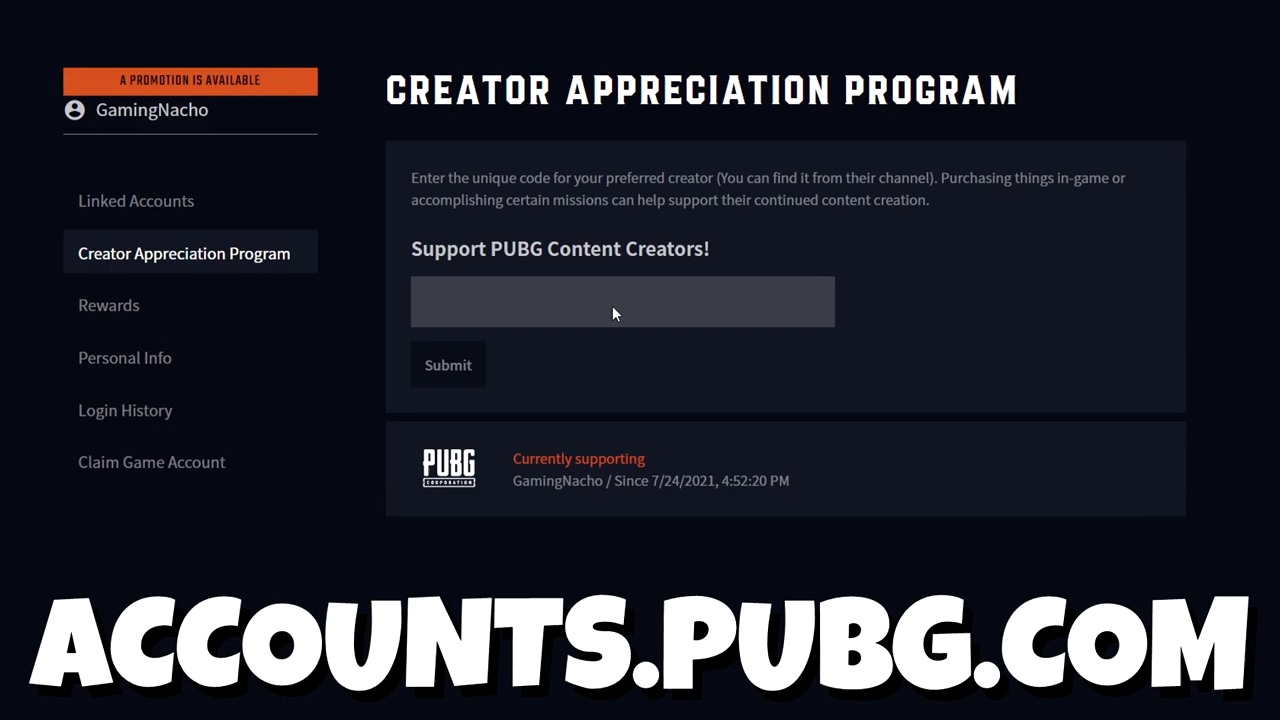 A PROMOTION IS AVAILABLE
GamingNacho
Linked Accounts
Creator Appreciation Program
Rewards
Personal Info
Login History
Claim Game Account
CREATOR APPRECIATION PROGRAM
Enter the unique code for your preferred creator (You can find it from their channel). Purchasing things in-game or
accomplishing certain missions can help support their continued content creation.
Support PUBG Content Creators!
Submit
PUBG
CORPORATION
Currently supporting
GamingNacho / Since 7/24/2021, 4:52:20 PM
ACCOUNTS.PUBG.COM